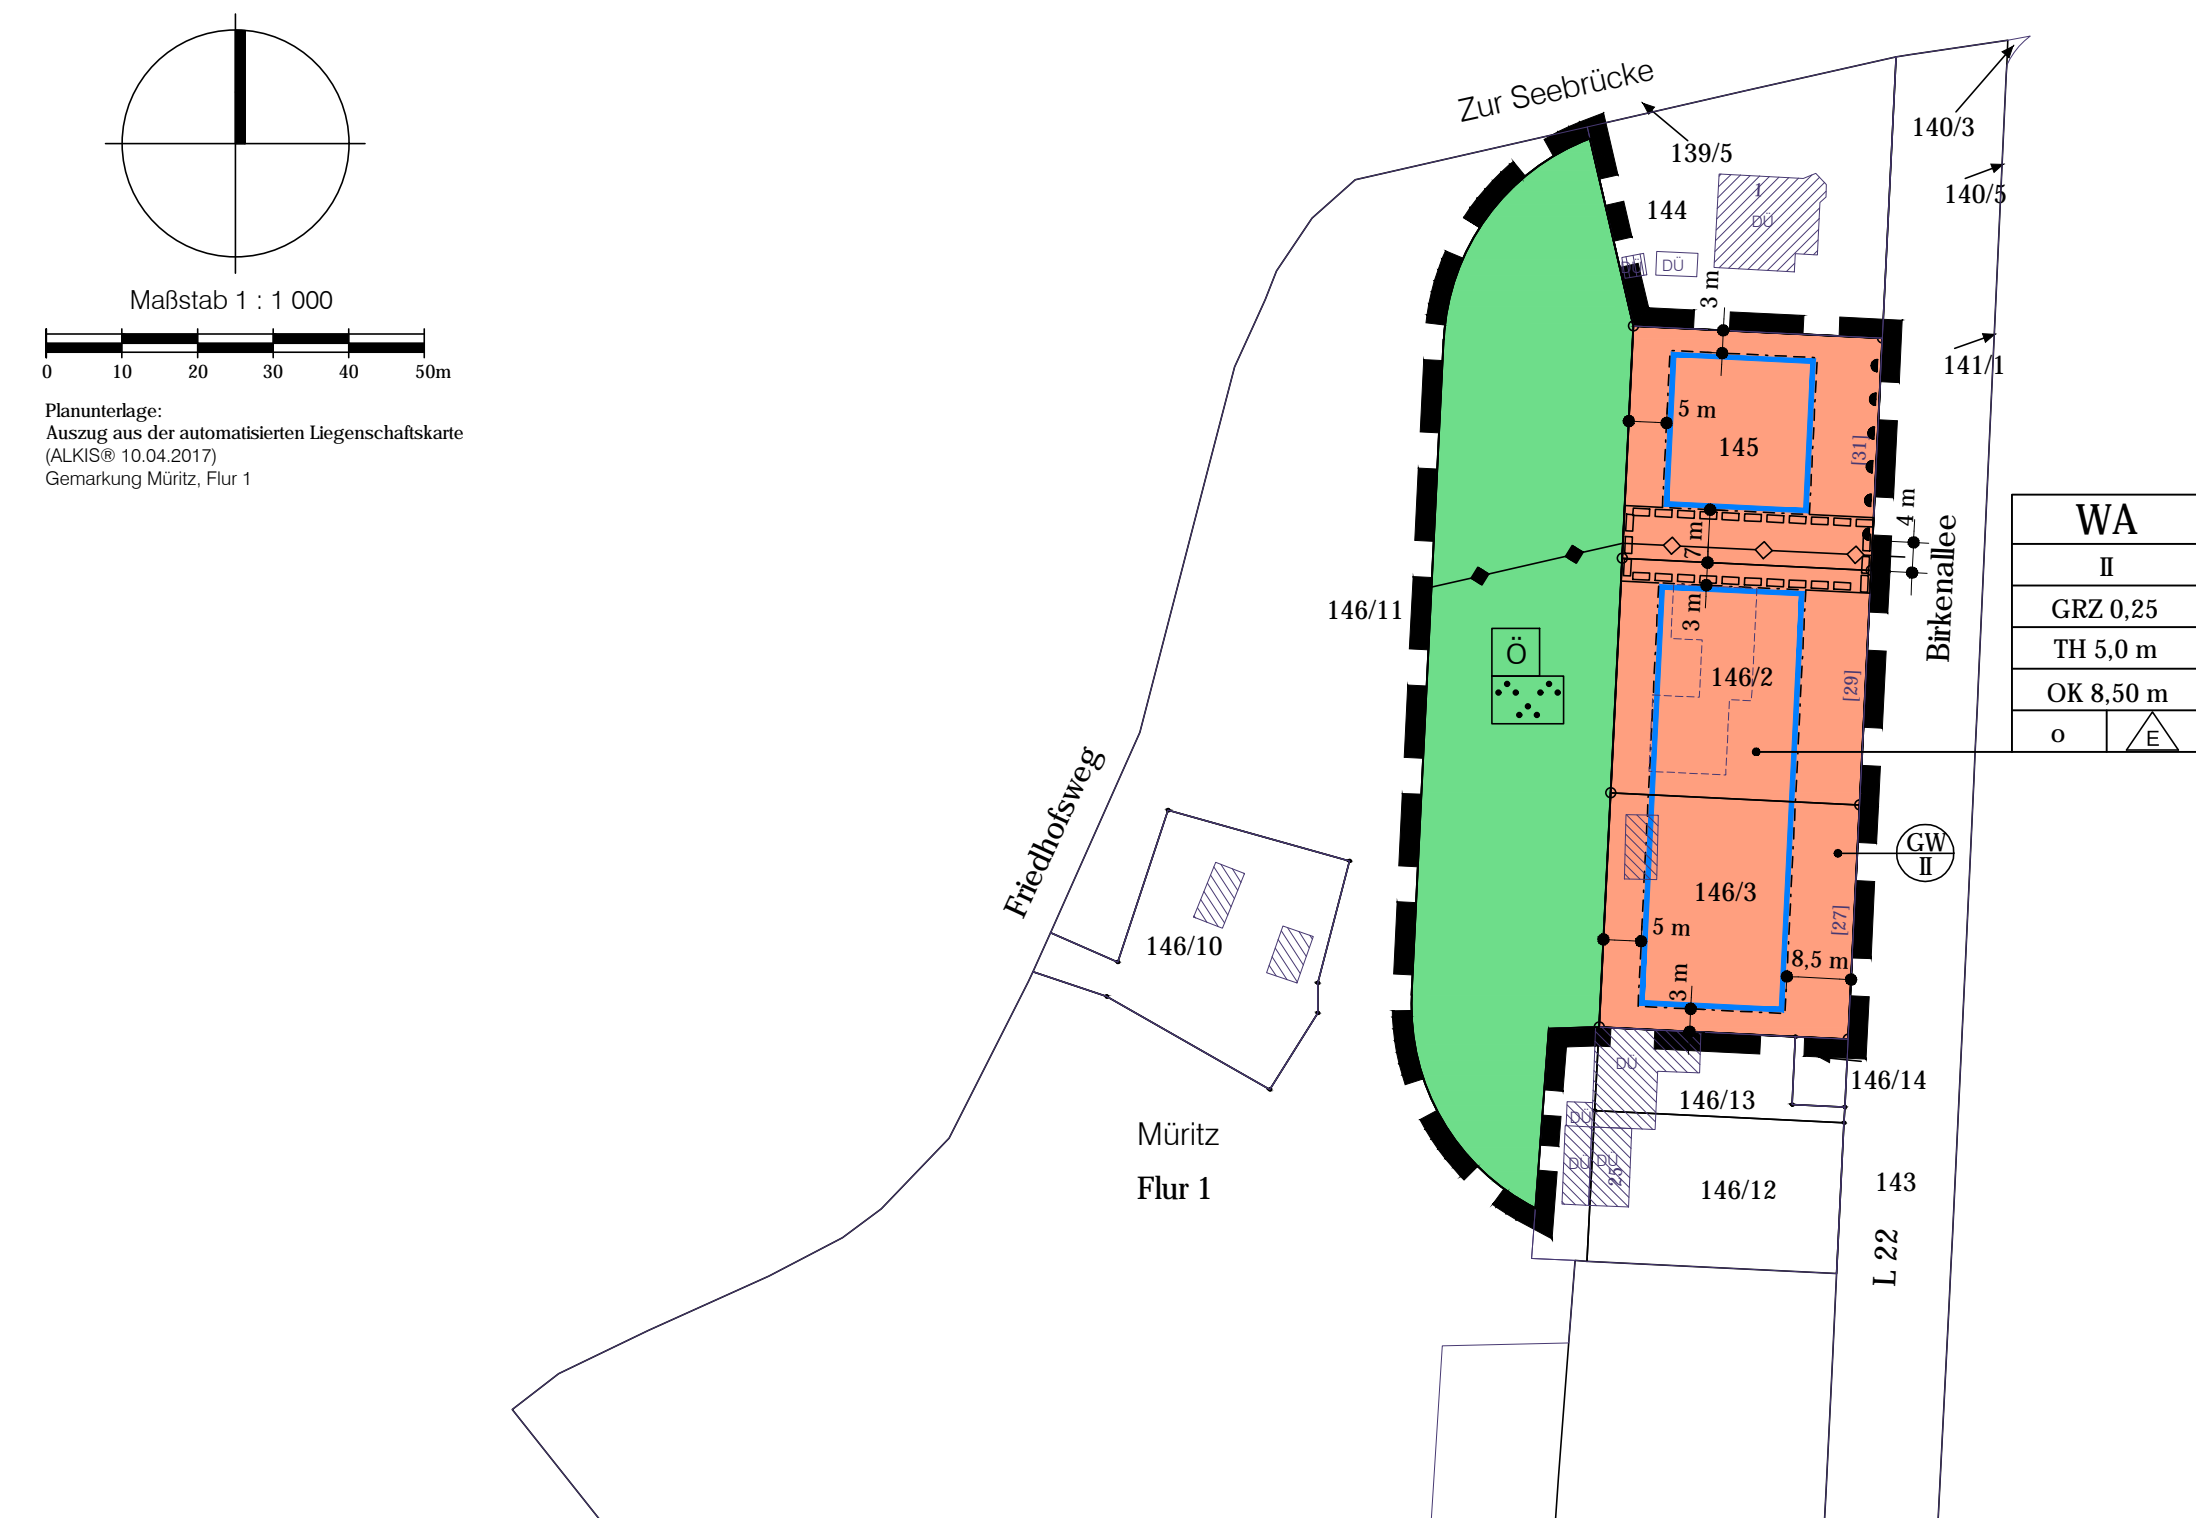 Maßstab 1 : 1 000
0 10 20 30 40 50m
Planunterlage:
Auszug aus der automatisierten Liegenschaftskarte
(ALKIS® 10.04.2017)
Gemarkung Müritz, Flur 1
Zur Seebrücke
139/5
140/3
140/5
144
I
DÜ
DÜ
DÜ
3 m
141/1
5 m
145
[31]
4 m
7 m
Birkenallee
WA
II
GRZ 0,25
TH 5,0 m
OK 8,50 m
o
E
146/11
3 m
Ö
146/2
[29]
Friedhofsweg
GW
II
146/3
[27]
146/10
5 m
8,5 m
3 m
DÜ
146/14
146/13
DÜ
Müritz
DÜ
DÜ
25
Flur 1
146/12
143
L 22